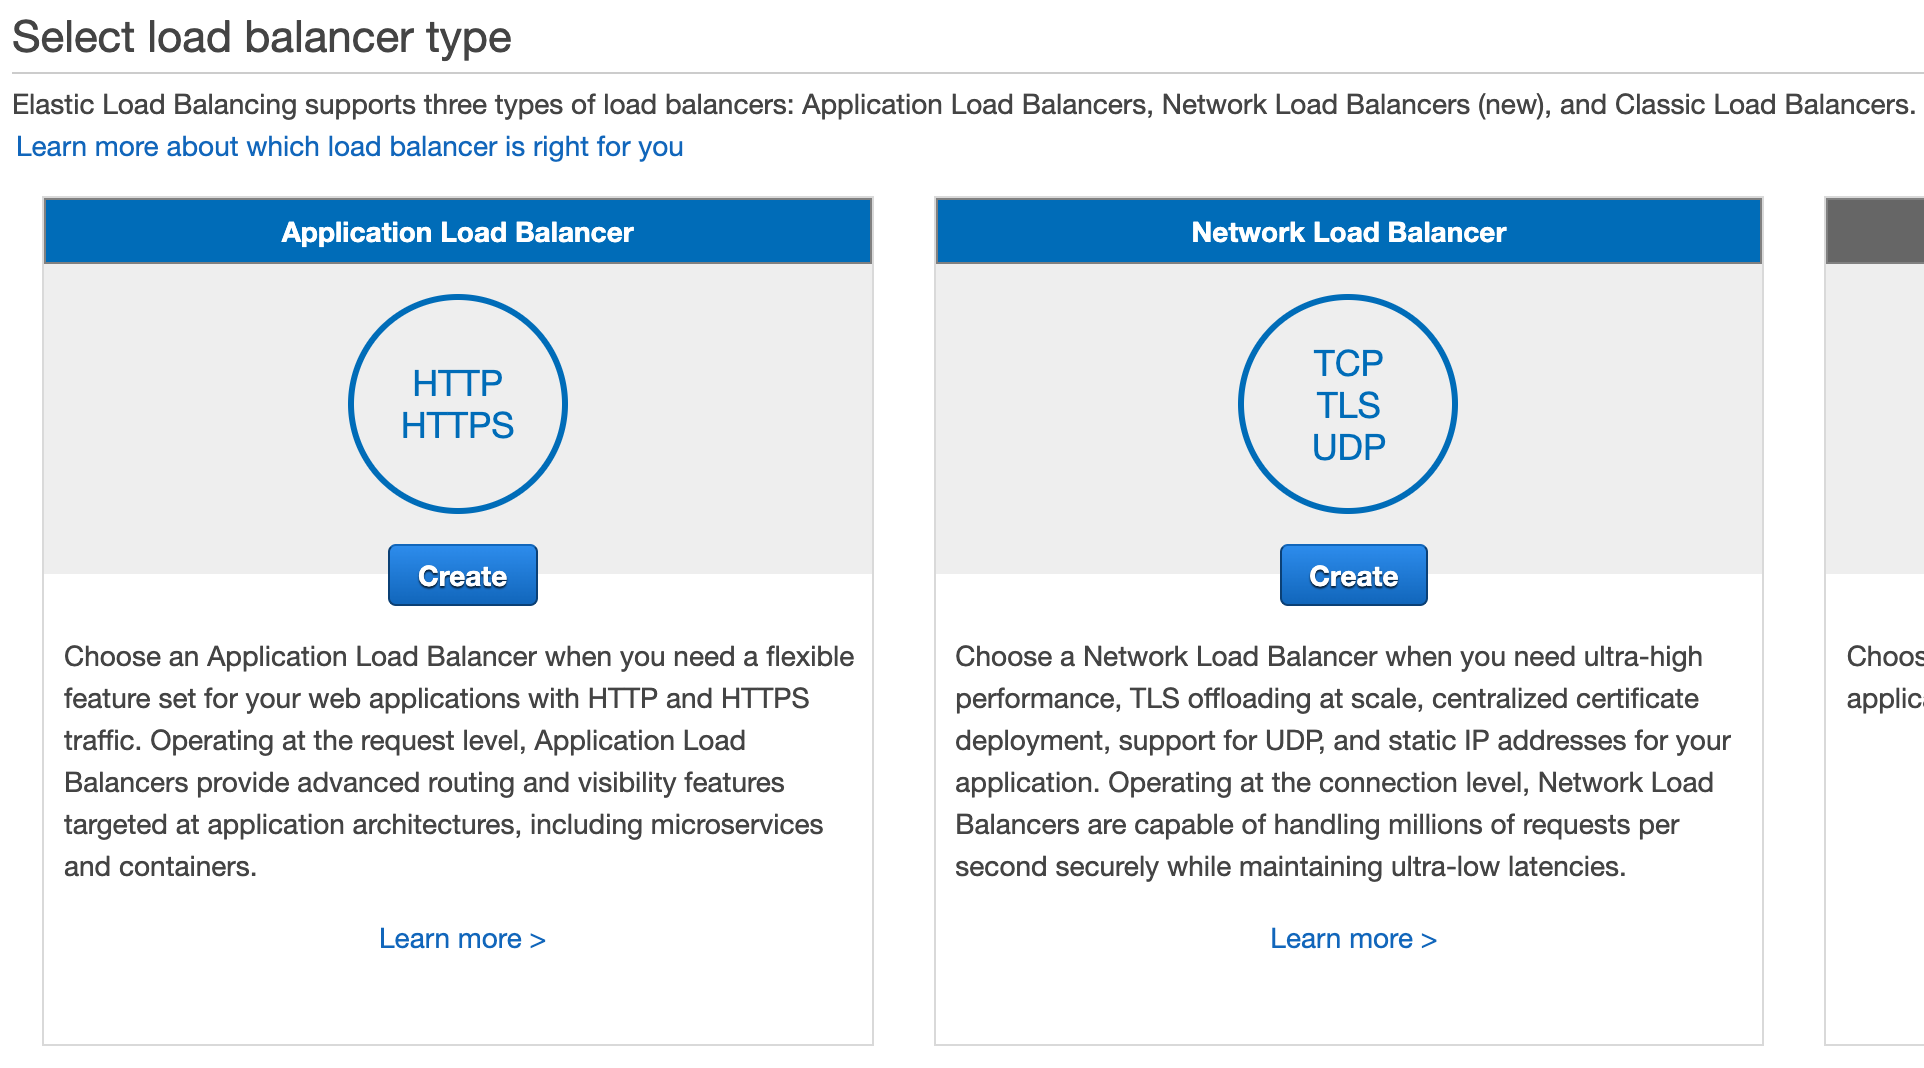 Select load balancer type
Elastic Load Balancing supports three types of load balancers: Application Load Balancers, Network Load Balancers (new), and Classic Load Balancers.
Learn more about which load balancer is right for you
Application Load Balancer
HTTP
HTTPS
Create
Choose an Application Load Balancer when you need a flexible
feature set for your web applications with HTTP and HTTPS
traffic. Operating at the request level, Application Load
Balancers provide advanced routing and visibility features
targeted at application architectures, including microservices
and containers.
Learn more >
Network Load Balancer
TCP
TLS
UDP
Create
Choose a Network Load Balancer when you need ultra-high
performance, TLS offloading at scale, centralized certificate
deployment, support for UDP, and static IP addresses for your
application. Operating at the connection level, Network Load
Balancers are capable of handling millions of requests per
second securely while maintaining ultra-low latencies.
Learn more >